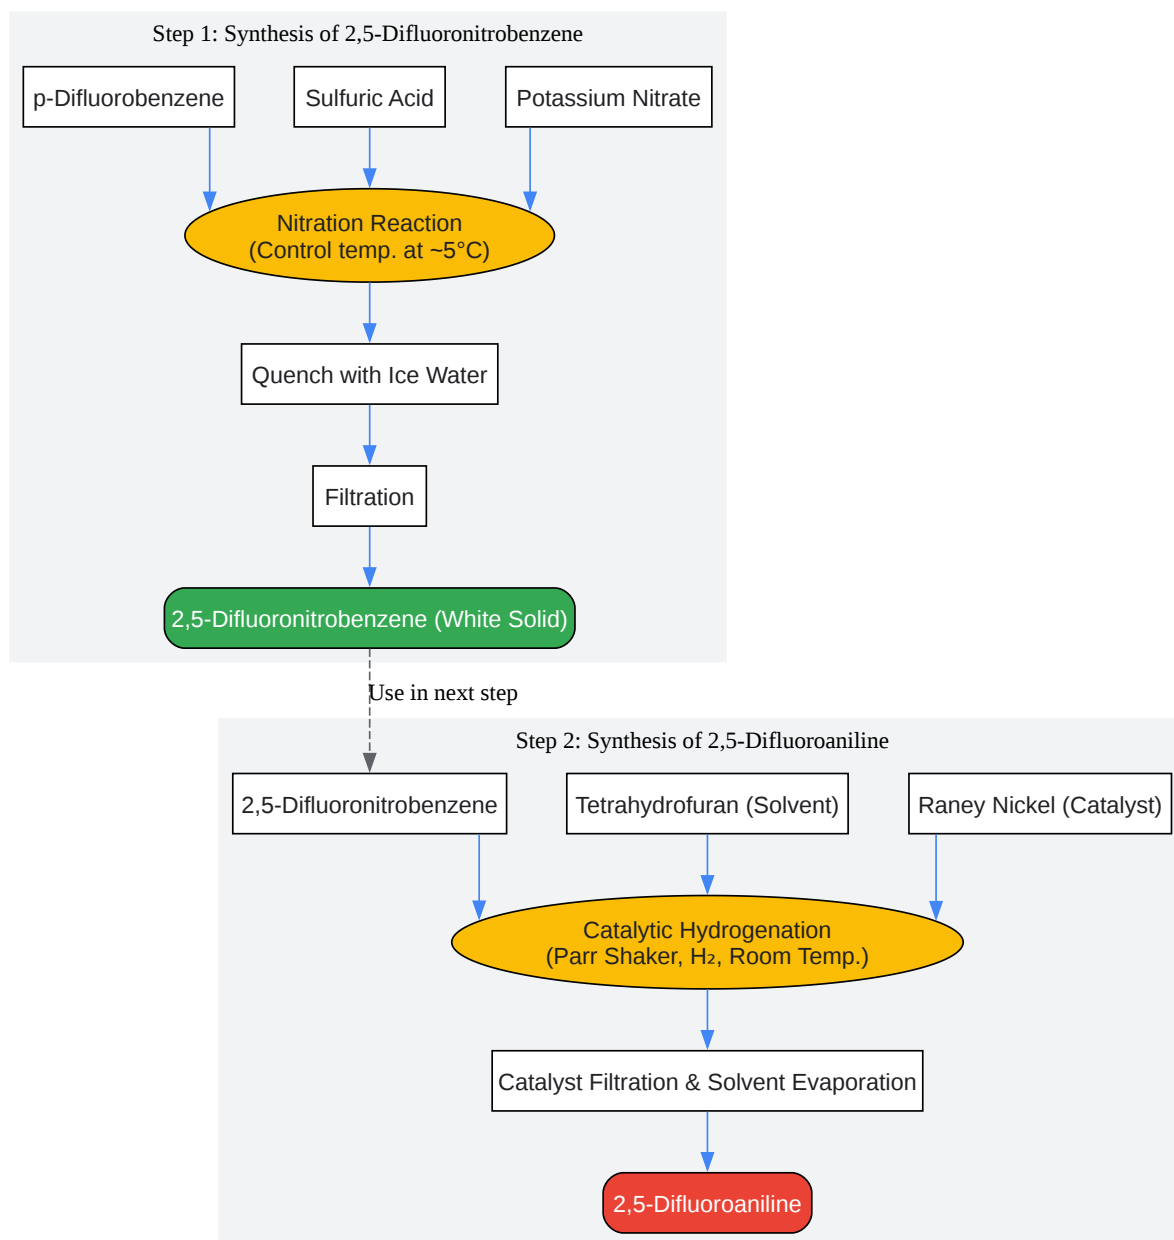 Step 1: Synthesis of 2,5-Difluoronitrobenzene
p-Difluorobenzene
Sulfuric Acid
Potassium Nitrate
Nitration Reaction
(Control temp. at ~5°C)
Quench with Ice Water
Filtration
2,5-Difluoronitrobenzene (White Solid)
Use in next step
Step 2: Synthesis of 2,5-Difluoroaniline
2,5-Difluoronitrobenzene
Tetrahydrofuran (Solvent)
Raney Nickel (Catalyst)
Catalytic Hydrogenation
(Parr Shaker, H₂, Room Temp.)
Catalyst Filtration & Solvent Evaporation
2,5-Difluoroaniline